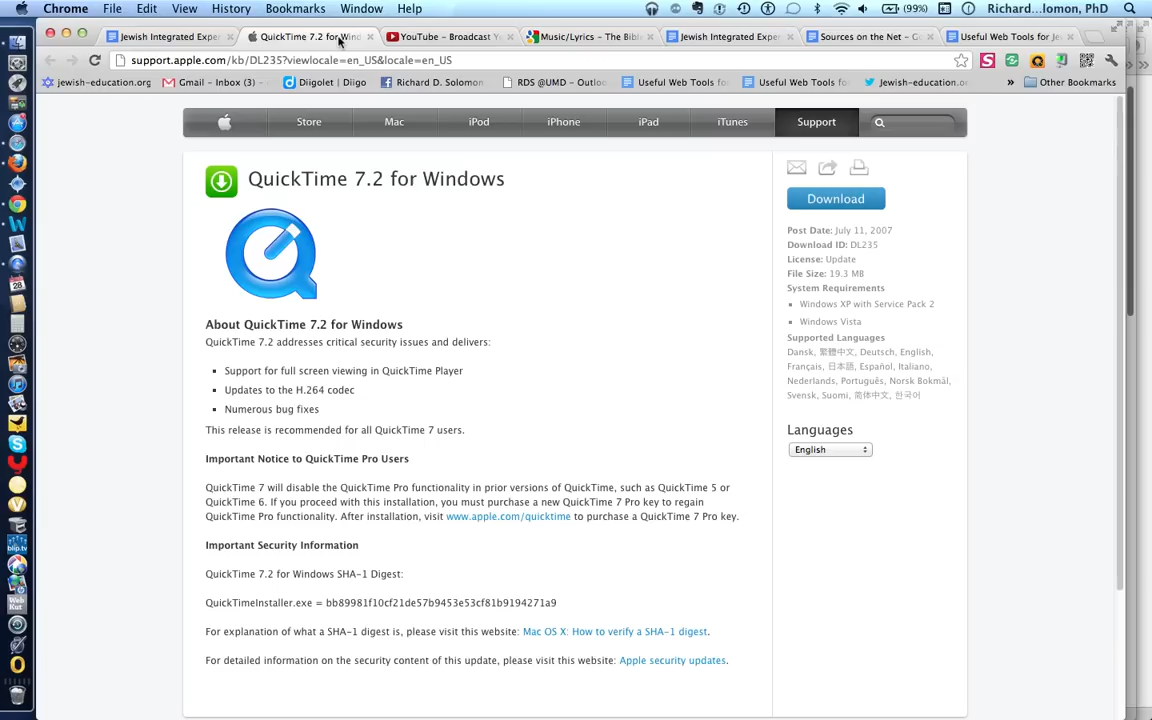 Chrome File Edit View History Bookmarks Window Help (99%) Richard...lomon, PhD
Jewish Integrated Exper QuickTime 7.2 for Wind YouTube - Broadcast Yo Music/Lyrics - The Bible Jewish Integrated Exper Sources on the Net - Go Useful Web Tools for Je
support.apple.com/kb/DL235?viewlocale=en_US&locale=en_US
jewish-education.org Gmail - Inbox (3) - Diigolet | Diigo Richard D. Solomon RDS @UMD - Outloo Useful Web Tools Useful Web Tools f Jewish-education. » Other Bookmarks
Store Mac iPod iPhone iPad iTunes Support
QuickTime 7.2 for Windows
Download
Post Date: July 11, 2007
Download ID: DL235
License: Update
File Size: 19.3 MB
System Requirements
Windows XP with Service Pack 2
Windows Vista
Supported Languages
Dansk, 繁體中文, Deutsch, English,
Français, 日本語, Español, Italiano,
Nederlands, Português, Norsk Bokmål,
Svensk, Suomi, 简体中文, 한국어
Languages
English
About QuickTime 7.2 for Windows
QuickTime 7.2 addresses critical security issues and delivers:
Support for full screen viewing in QuickTime Player
Updates to the H.264 codec
Numerous bug fixes
This release is recommended for all QuickTime 7 users.
Important Notice to QuickTime Pro Users
QuickTime 7 will disable the QuickTime Pro functionality in prior versions of QuickTime, such as QuickTime 5 or
QuickTime 6. If you proceed with this installation, you must purchase a new QuickTime 7 Pro key to regain
QuickTime Pro functionality. After installation, visit www.apple.com/quicktime to purchase a QuickTime 7 Pro key.
Important Security Information
QuickTime 7.2 for Windows SHA-1 Digest:
QuickTimeInstaller.exe = bb89981f10cf21de57b9453e53cf81b9194271a9
For explanation of what a SHA-1 digest is, please visit this website: Mac OS X: How to verify a SHA-1 digest.
For detailed information on the security content of this update, please visit this website: Apple security updates.
28
blip.tv
Web
Kut